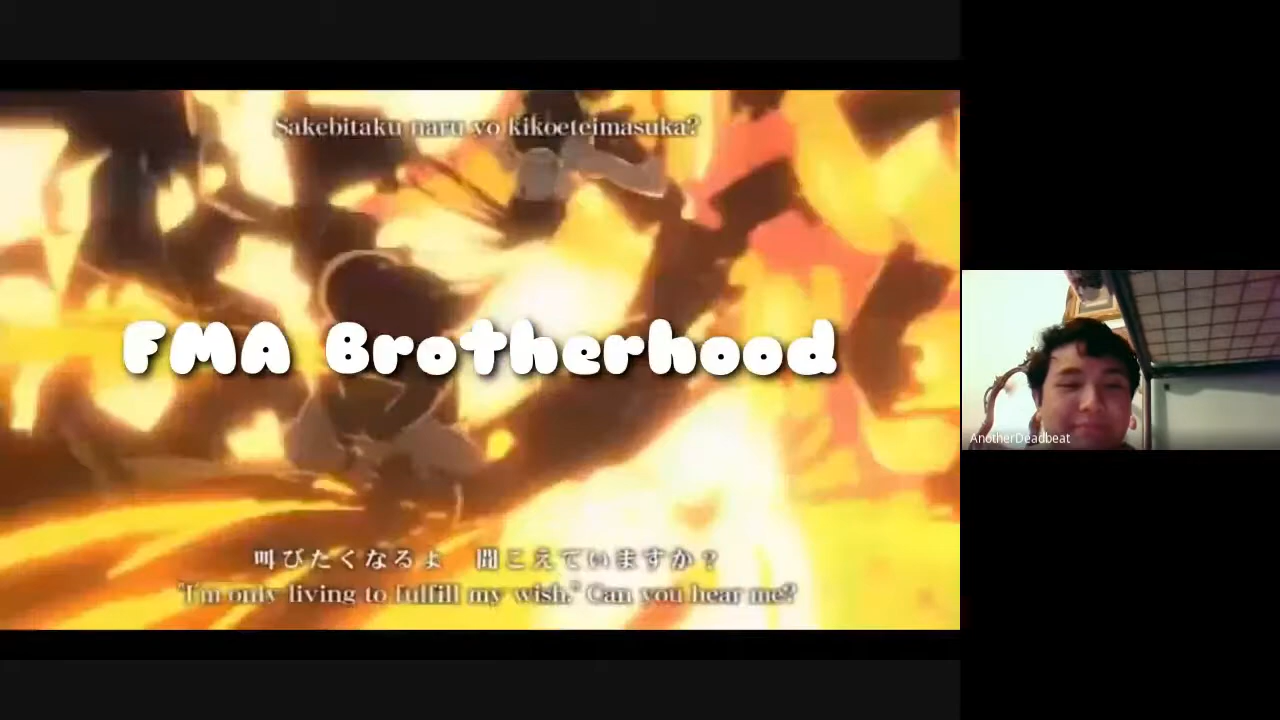 Sakebitaku naru yo kikoeteimasuka?
FMA Brotherhood
叫びたくなるよ 聞こえていますか？
"I'm only living to fulfill my wish." Can you hear me?
AnotherDeadbeat